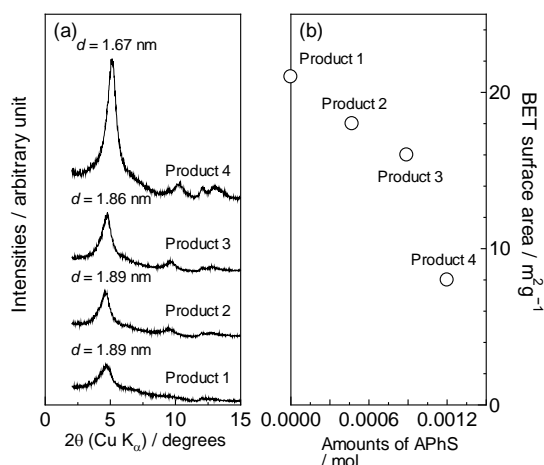 (a)
d = 1.67 nm
Product 4
d = 1.86 nm
Product 3
d = 1.89 nm
Product 2
d = 1.89 nm
Product 1
Intensities / arbitrary unit
0 5 10 15
2θ (Cu Kα) / degrees
(b)
Product 1
Product 2
Product 3
Product 4
20
10
0
BET surface area / m² g⁻¹
0.0000 0.0006 0.0012
Amounts of APhS
/ mol